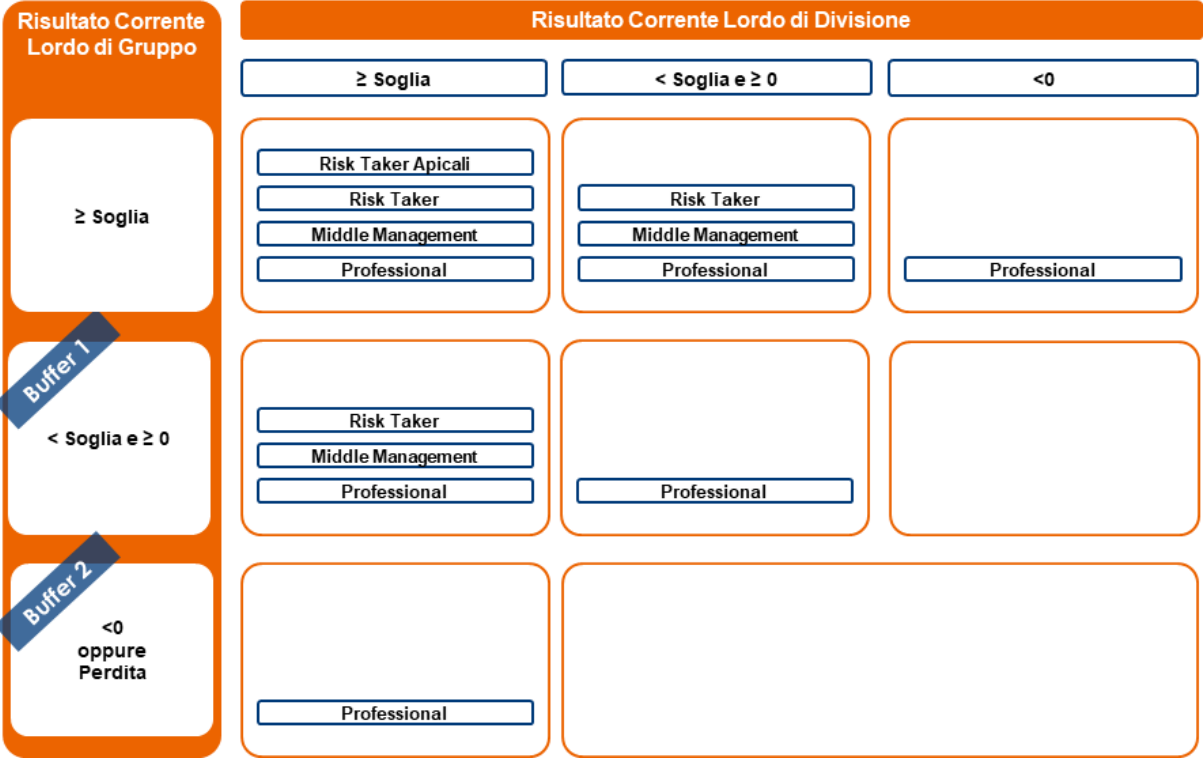 Risultato Corrente
Lordo di Gruppo
Risultato Corrente Lordo di Divisione
≥ Soglia
< Soglia e ≥ 0
<0
≥ Soglia
Risk Taker Apicali
Risk Taker
Middle Management
Professional
Risk Taker
Middle Management
Professional
Professional
Buffer 1
< Soglia e ≥ 0
Risk Taker
Middle Management
Professional
Professional
Buffer 2
<0
oppure
Perdita
Professional